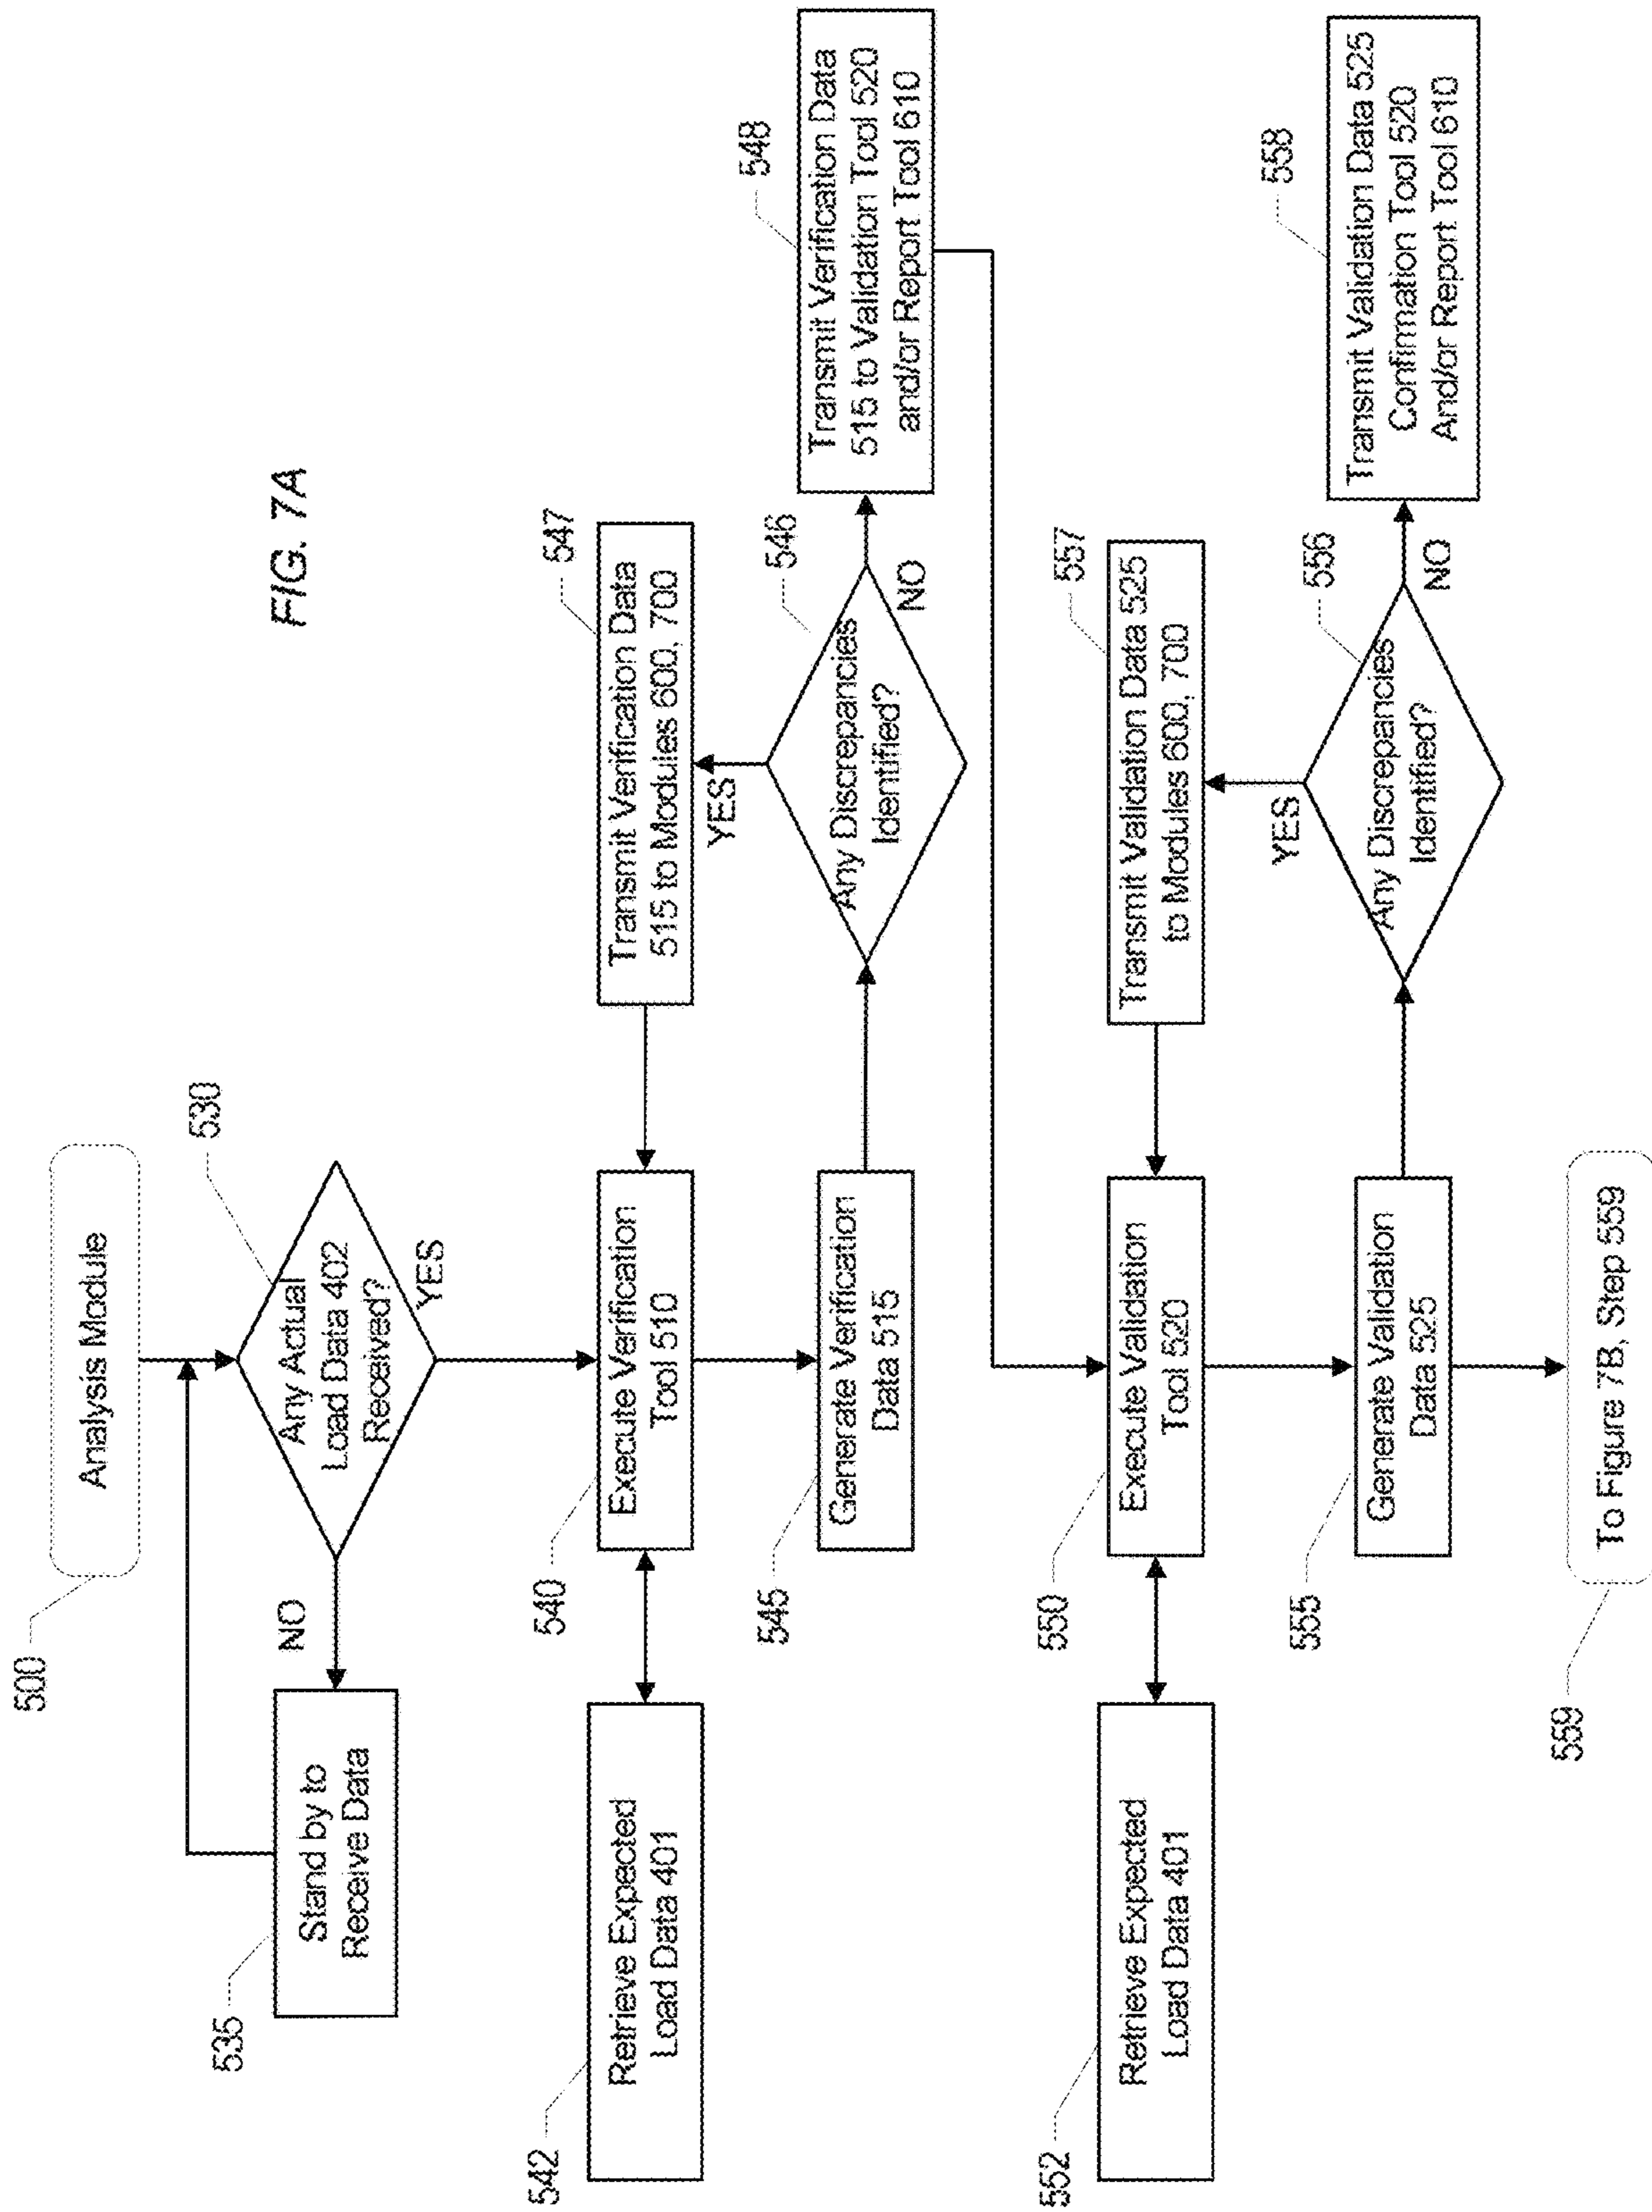 FIG. 7A
500
Analysis Module
530
Any Actual
Load Data 402
Received?
NO
YES
535
Stand by to
Receive Data
540
Execute Verification
Tool 510
542
Retrieve Expected
Load Data 401
547
Transmit Verification Data
515 to Modules 600, 700
545
Generate Verification
Data 515
546
Any Discrepancies
Identified?
YES
NO
548
Transmit Verification Data
515 to Validation Tool 520
and/or Report Tool 610
550
Execute Validation
Tool 520
552
Retrieve Expected
Load Data 401
557
Transmit Validation Data 525
to Modules 600, 700
555
Generate Validation
Data 525
556
Any Discrepancies
Identified?
YES
NO
558
Transmit Validation Data 525
Confirmation Tool 520
And/or Report Tool 610
559
To Figure 7B, Step 559